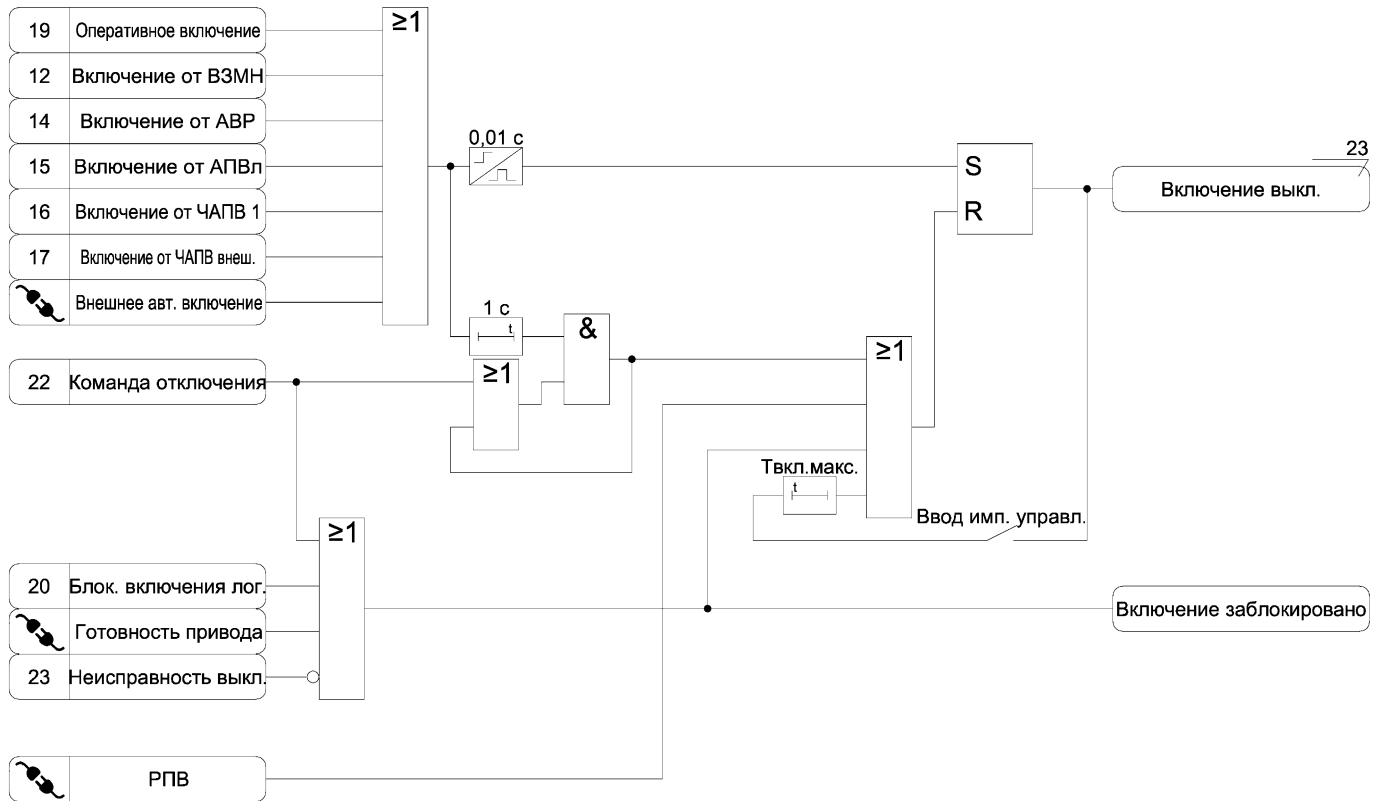 19 Оперативное включение
12 Включение от ВЗМН
14 Включение от АВР
15 Включение от АПВл
16 Включение от ЧАПВ 1
17 Включение от ЧАПВ внеш.
Внешнее авт. включение
≥1
0,01 с
S
R
23
Включение выкл.
1 с
t
&
≥1
22 Команда отключения
≥1
Твкл.макс.
t
Ввод имп. управл.
≥1
20 Блок. включения лог.
Готовность привода
23 Неисправность выкл.
Включение заблокировано
РПВ